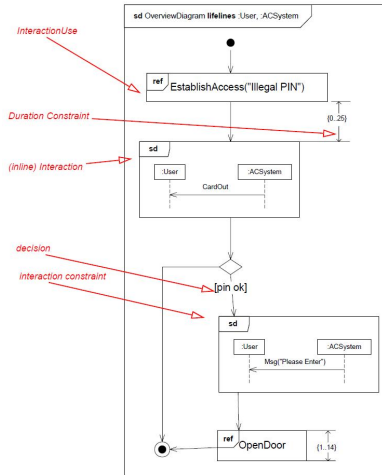 sd OverviewDiagram lifelines :User, :ACSystem
InteractionUse
ref
EstablishAccess("Illegal PIN")
Duration Constraint
{0..25}
sd
(Inline) Interaction
:User
:ACSystem
CardOut
decision
[pin ok]
Interaction constraint
sd
:User
:ACSystem
Msg("Please Enter")
ref
OpenDoor
{1..14}